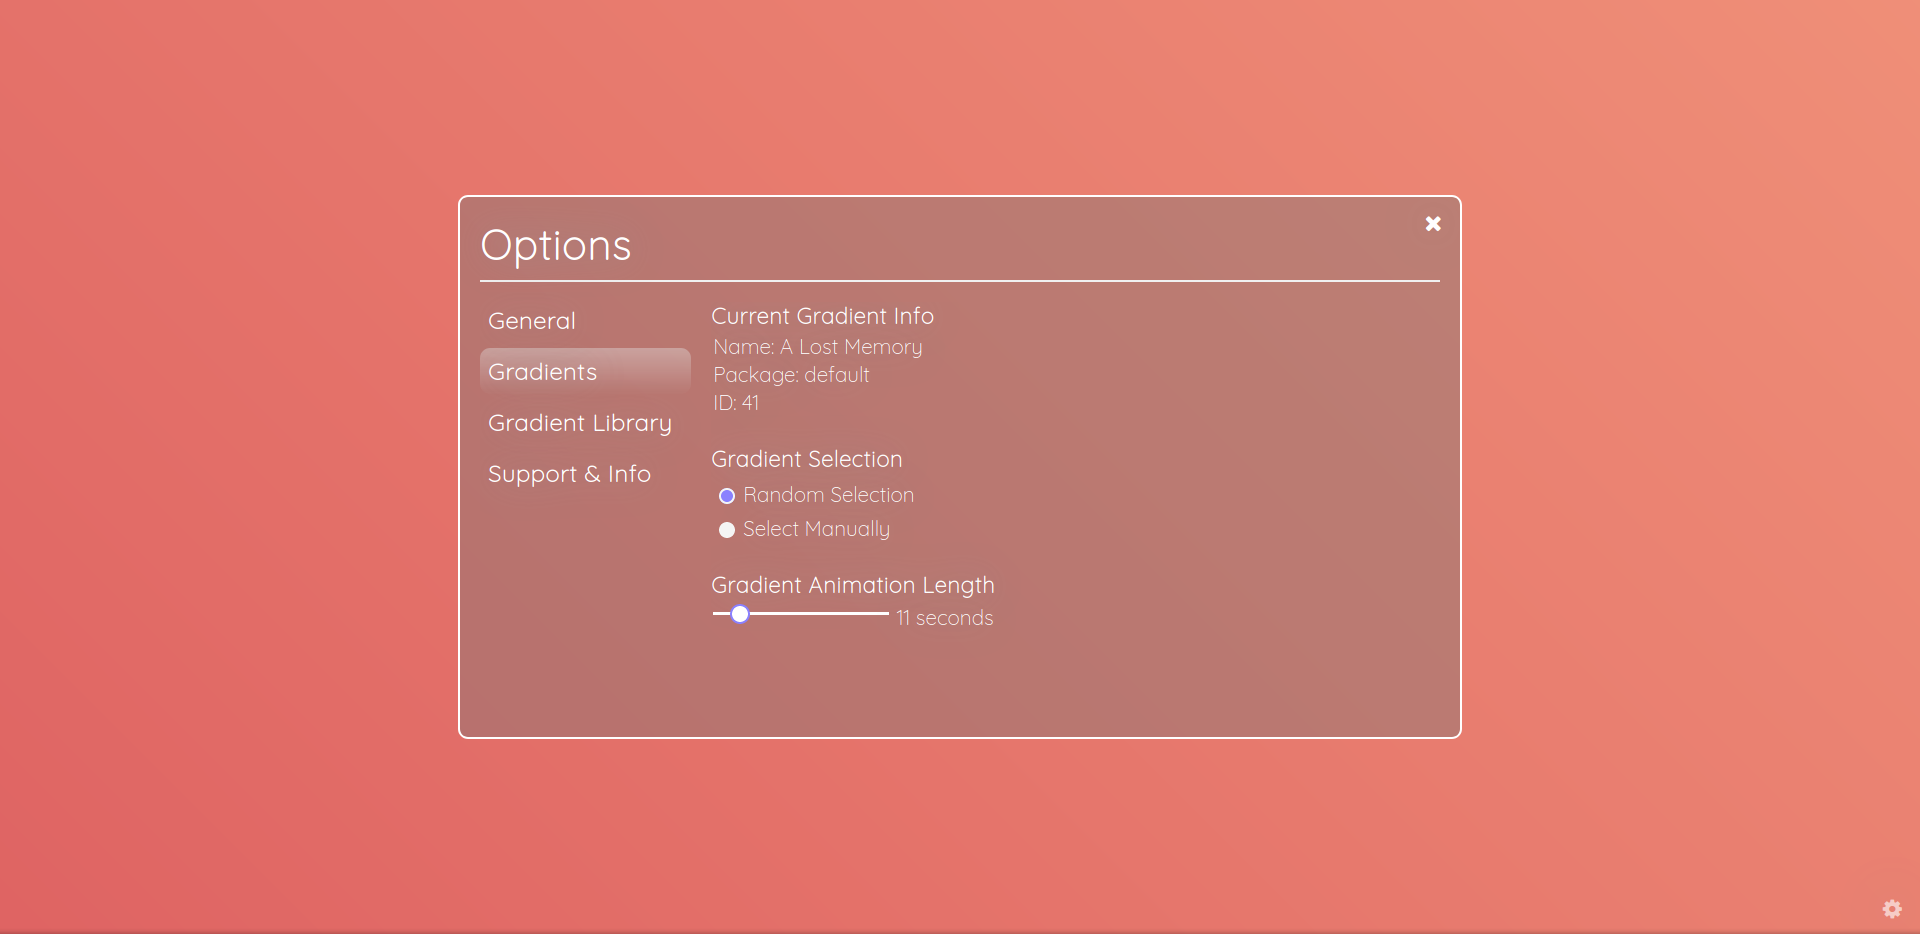 Options
General
Gradients
Gradient Library
Support & Info
Current Gradient Info
Name: A Lost Memory
Package: default
ID: 41
Gradient Selection
Random Selection
Select Manually
Gradient Animation Length
11 seconds